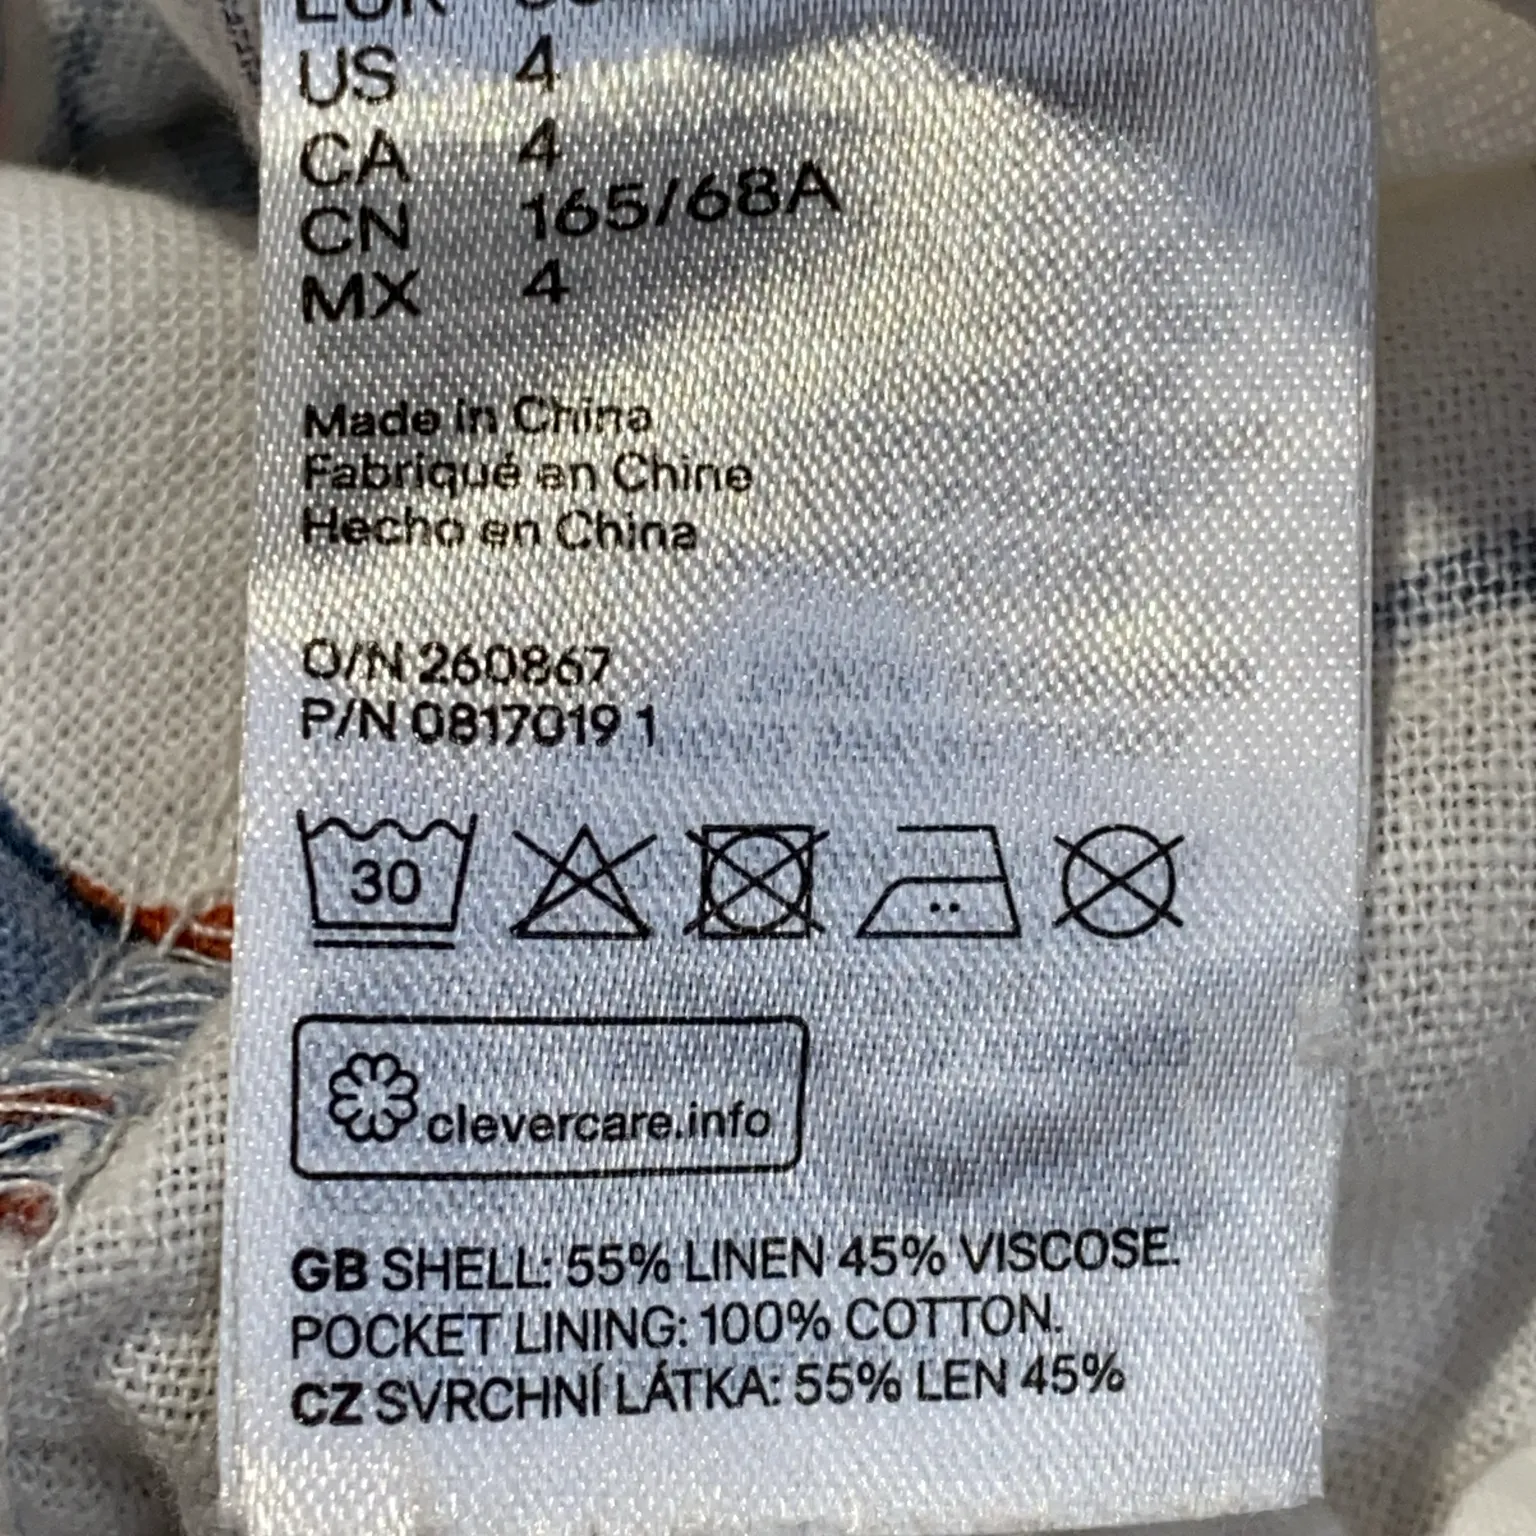 EUR
US 4
CA 4
CN 165/68A
MX 4
Made in China
Fabriqué en Chine
Hecho en China
O/N 260867
P/N 0817019 1
30
clevercare.info
GB SHELL: 55% LINEN 45% VISCOSE.
POCKET LINING: 100% COTTON.
CZ SVRCHNÍ LÁTKA: 55% LEN 45%